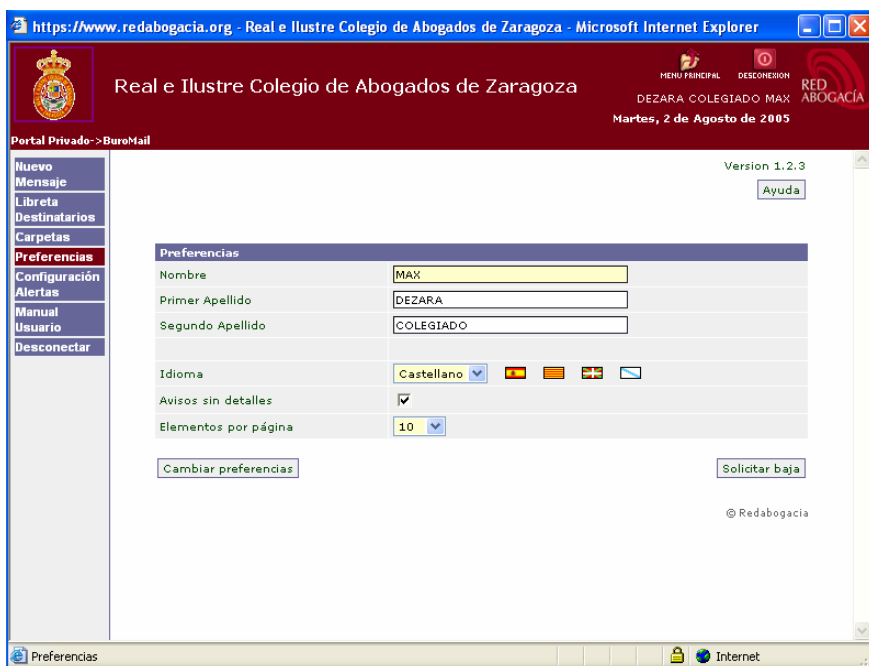 https://www.redabogacia.org - Real e Ilustre Colegio de Abogados de Zaragoza - Microsoft Internet Explorer
Real e Ilustre Colegio de Abogados de Zaragoza
MENU PRINCIPAL DESCONEXION
DEZARA COLEGIADO MAX
RED
ABOGACÍA
Martes, 2 de Agosto de 2005
Portal Privado->BuroMail
Nuevo
Mensaje
Libreta
Destinatarios
Carpetas
Preferencias
Configuración
Alertas
Manual
Usuario
Desconectar
Version 1.2.3
Ayuda
Preferencias
Nombre MAX
Primer Apellido DEZARA
Segundo Apellido COLEGIADO
Idioma Castellano
Avisos sin detalles
Elementos por página 10
Cambiar preferencias Solicitar baja
© Redabogacia
Preferencias Internet